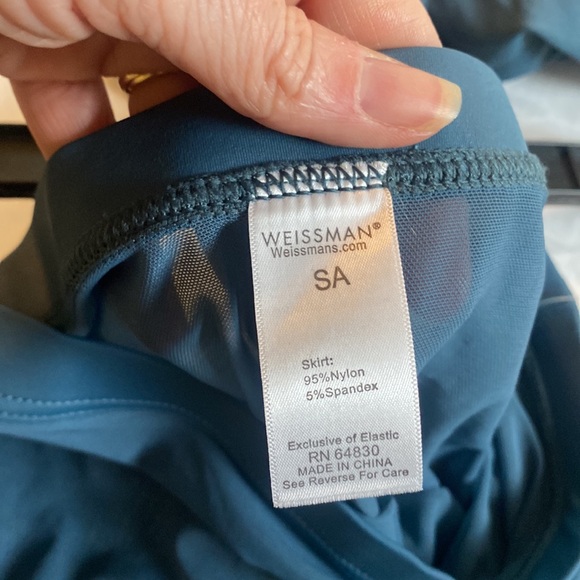 WEISSMAN®
Weissmans.com
SA
Skirt:
95%Nylon
5%Spandex
Exclusive of Elastic
RN 64830
MADE IN CHINA
See Reverse For Care